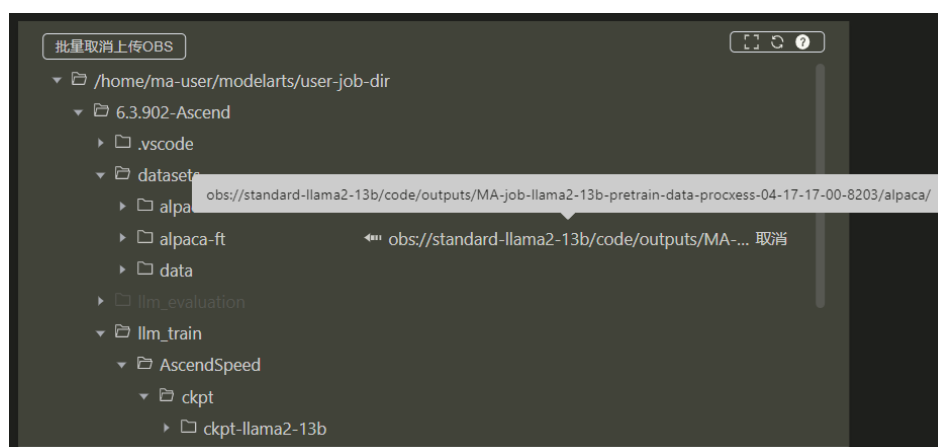 批量取消上传OBS
/home/ma-user/modelarts/user-job-dir
6.3.902-Ascend
.vscode
datasets
obs://standard-llama2-13b/code/outputs/MA-job-llama2-13b-pretrain-data-procxess-04-17-17-00-8203/alpaca/
alpa
alpaca-ft obs://standard-llama2-13b/code/outputs/MA-... 取消
data
llm_evaluation
llm_train
AscendSpeed
ckpt
ckpt-llama2-13b